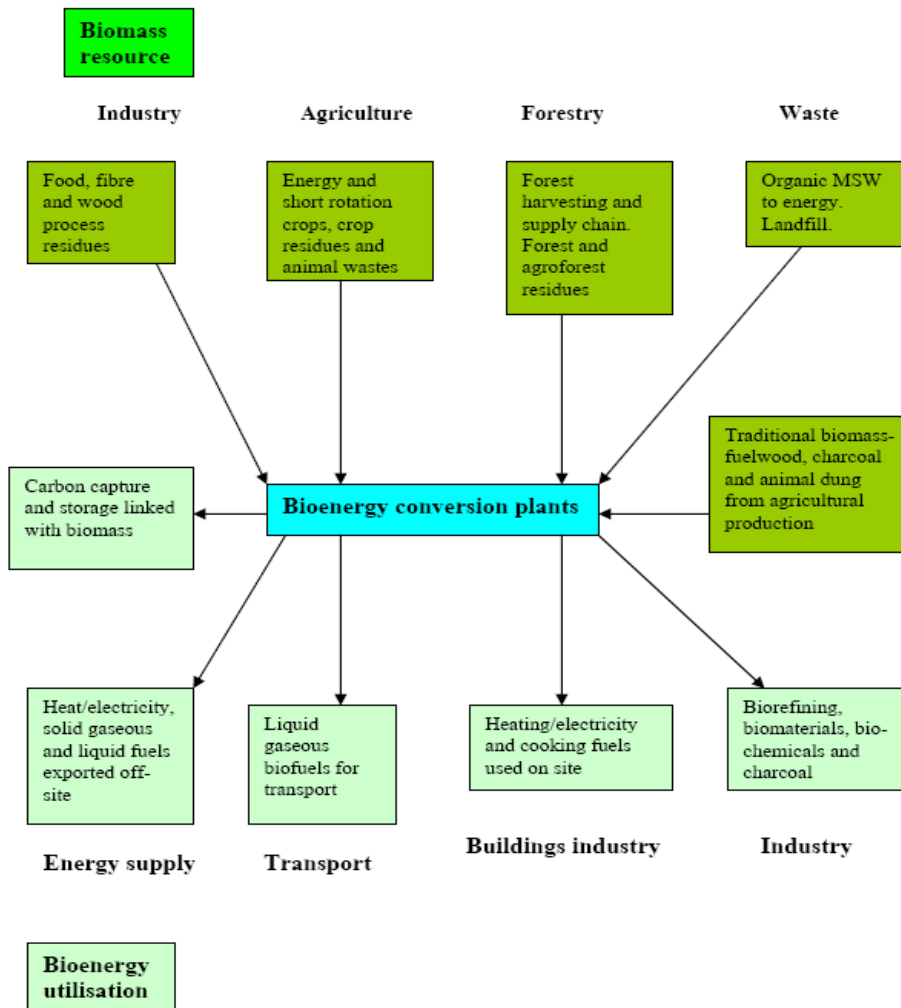 Biomass
resource
Industry
Agriculture
Forestry
Waste
Food, fibre
and wood
process
residues
Energy and
short rotation
crops, crop
residues and
animal wastes
Forest
harvesting and
supply chain.
Forest and
agroforest
residues
Organic MSW
to energy.
Landfill.
Traditional biomass-
fuelwood, charcoal
and animal dung
from agricultural
production
Carbon capture
and storage linked
with biomass
Bioenergy conversion plants
Heat/electricity,
solid gaseous
and liquid fuels
exported off-
site
Liquid
gaseous
biofuels for
transport
Heating/electricity
and cooking fuels
used on site
Biorefining,
biomaterials, bio-
chemicals and
charcoal
Energy supply
Transport
Buildings industry
Industry
Bioenergy
utilisation